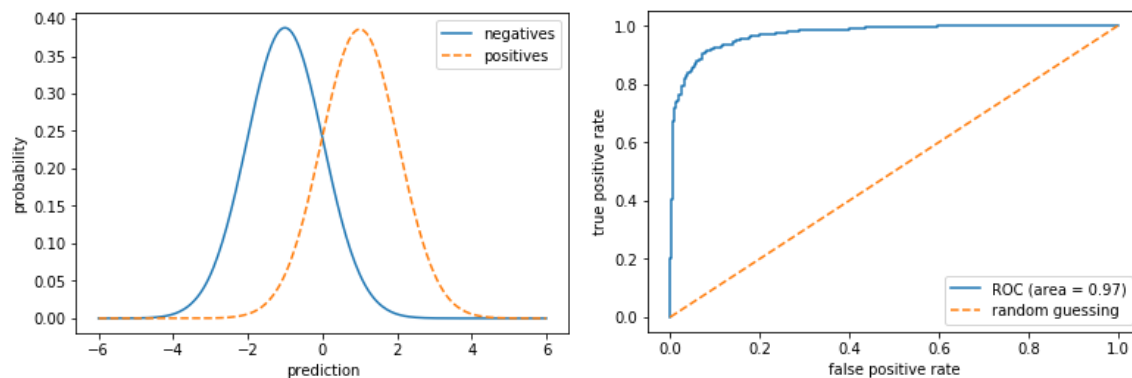 0.40
0.35
0.30
0.25
0.20
0.15
0.10
0.05
0.00
probability
negatives
positives
−6 −4 −2 0 2 4 6
prediction
1.0
0.8
0.6
0.4
0.2
0.0
true positive rate
ROC (area = 0.97)
random guessing
0.0 0.2 0.4 0.6 0.8 1.0
false positive rate